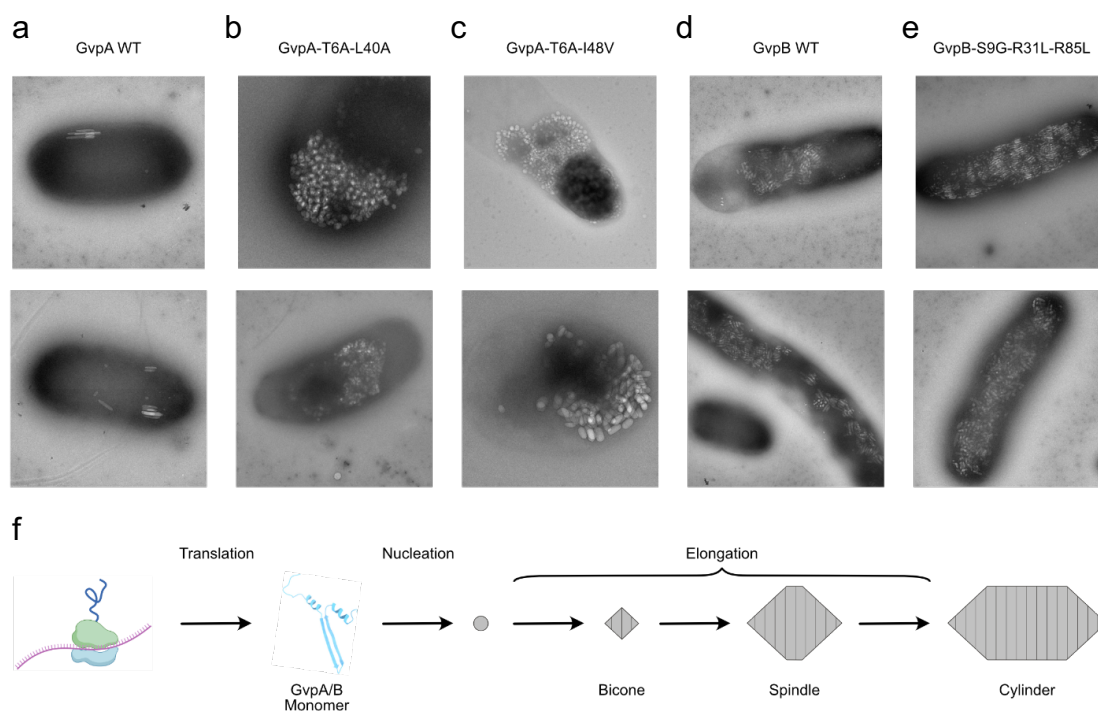 a
GvpA WT
b
GvpA-T6A-L40A
c
GvpA-T6A-I48V
d
GvpB WT
e
GvpB-S9G-R31L-R85L
f
Translation
Nucleation
Elongation
GvpA/B
Monomer
Bicone
Spindle
Cylinder